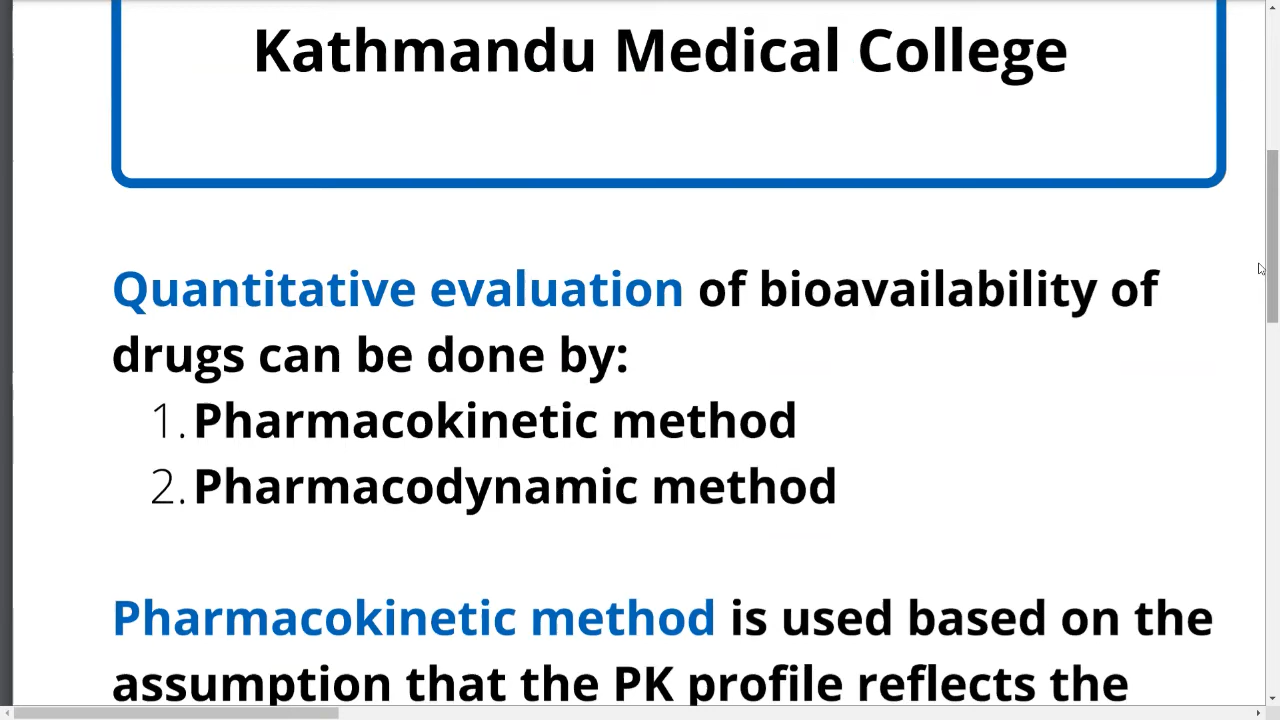 Kathmandu Medical College
Quantitative evaluation of bioavailability of
drugs can be done by:
1. Pharmacokinetic method
2. Pharmacodynamic method
Pharmacokinetic method is used based on the
assumption that the PK profile reflects the